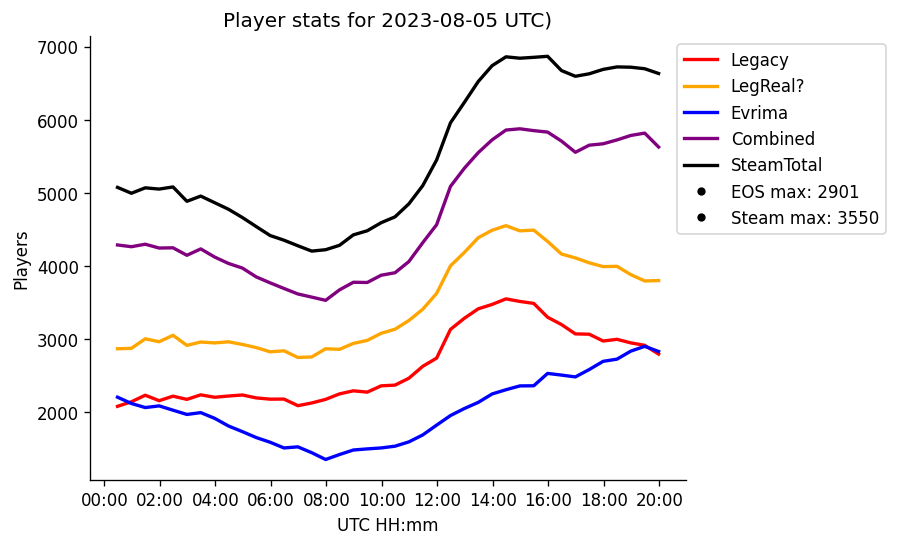 Player stats for 2023-08-05 UTC)
7000
6000
5000
4000
3000
2000
Players
00:00 02:00 04:00 06:00 08:00 10:00 12:00 14:00 16:00 18:00 20:00
UTC HH:mm
Legacy
LegReal?
Evrima
Combined
SteamTotal
EOS max: 2901
Steam max: 3550